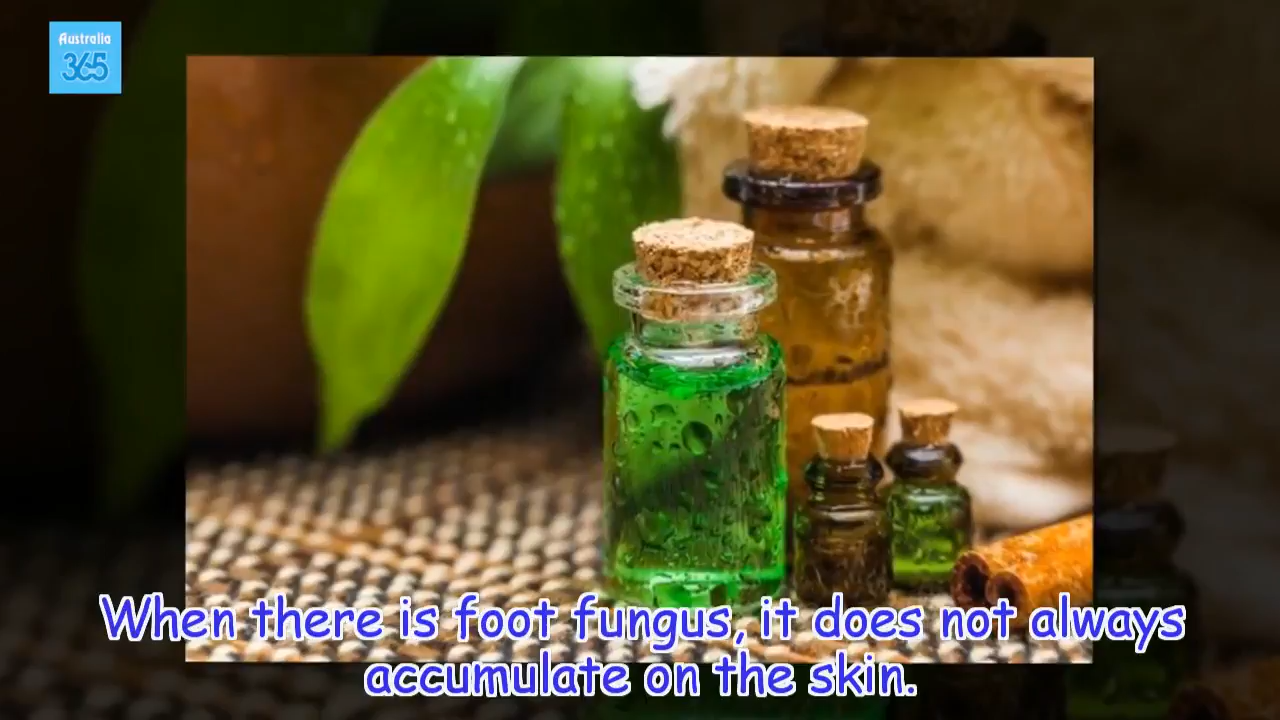 Australia
365
When there is foot fungus, it does not always
accumulate on the skin.